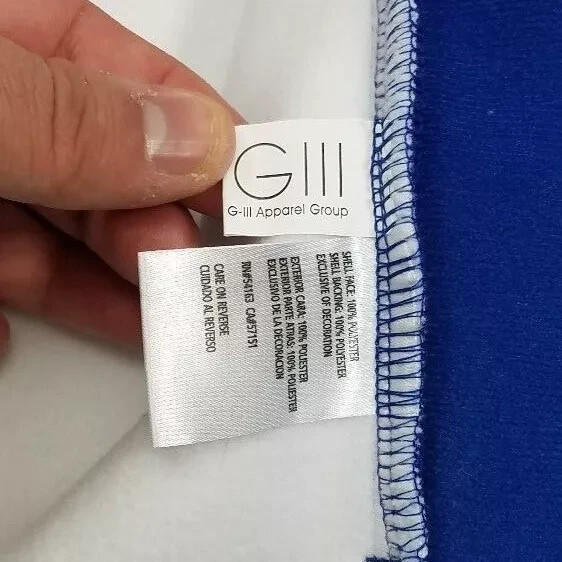 GIII
G-III Apparel Group
SHELL FACE: 100% POLYESTER
SHELL BACKING: 100% POLYESTER
EXCLUSIVE OF DECORATION
EXTERIOR CARA: 100% POLIESTER
EXTERIOR PARTE ATRAS: 100% POLIESTER
EXCLUSIVO DE LA DECORACION
RN#54163 CA#57151
CARE ON REVERSE
CUIDADO AL REVERSO